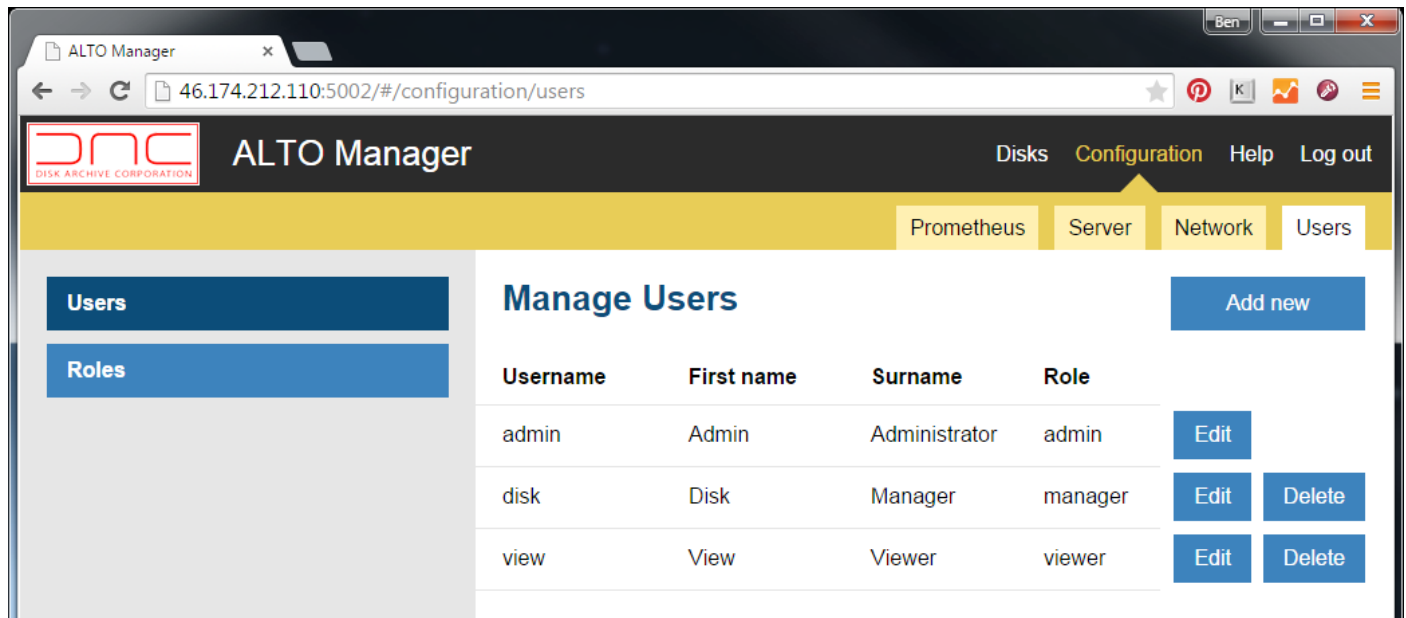 Ben
ALTO Manager
46.174.212.110:5002/#/configuration/users
K
DISK ARCHIVE CORPORATION
ALTO Manager
Disks Configuration Help Log out
Prometheus Server Network Users
Users
Roles
Manage Users
Add new
Username First name Surname Role
admin Admin Administrator admin Edit
disk Disk Manager manager Edit Delete
view View Viewer viewer Edit Delete